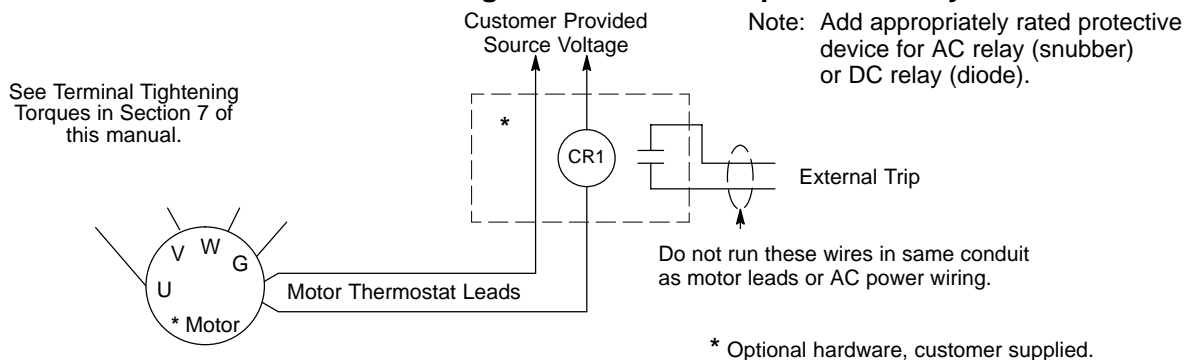 Customer Provided
Source Voltage
Note: Add appropriately rated protective
device for AC relay (snubber)
or DC relay (diode).
See Terminal Tightening
Torques in Section 7 of
this manual.
*
CR1
External Trip
Do not run these wires in same conduit
as motor leads or AC power wiring.
V W
U G
Motor Thermostat Leads
* Motor
* Optional hardware, customer supplied.